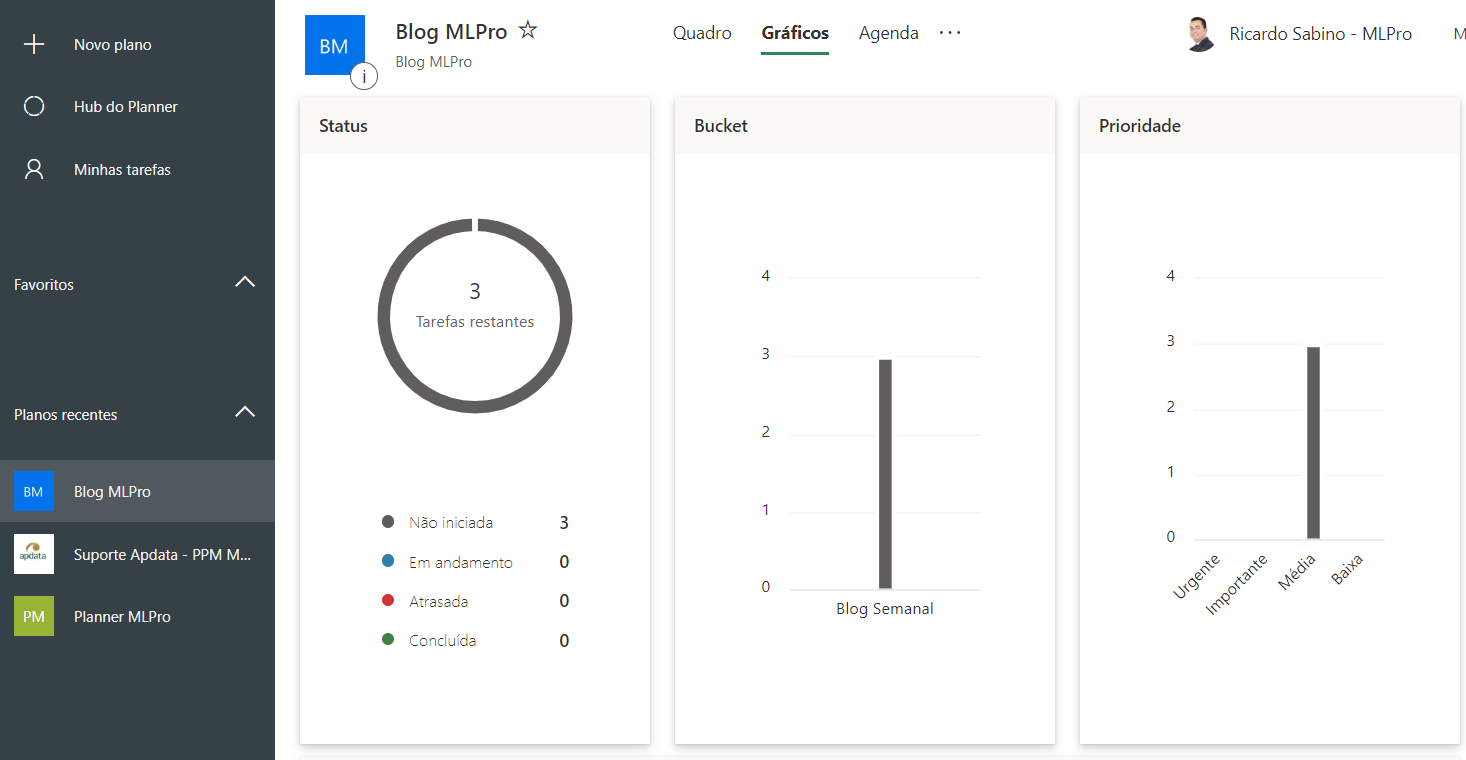 Novo plano
Hub do Planner
Minhas tarefas
Favoritos
Planos recentes
BM
Blog MLPro
apdata
Suporte Apdata - PPM M...
PM
Planner MLPro
BM
i
Blog MLPro
Blog MLPro
Quadro
Gráficos
Agenda
...
Ricardo Sabino - MLPro
M
Status
3
Tarefas restantes
Não iniciada 3
Em andamento 0
Atrasada 0
Concluída 0
Bucket
4
3
2
1
0
Blog Semanal
Prioridade
4
3
2
1
0
Urgente
Importante
Média
Baixa